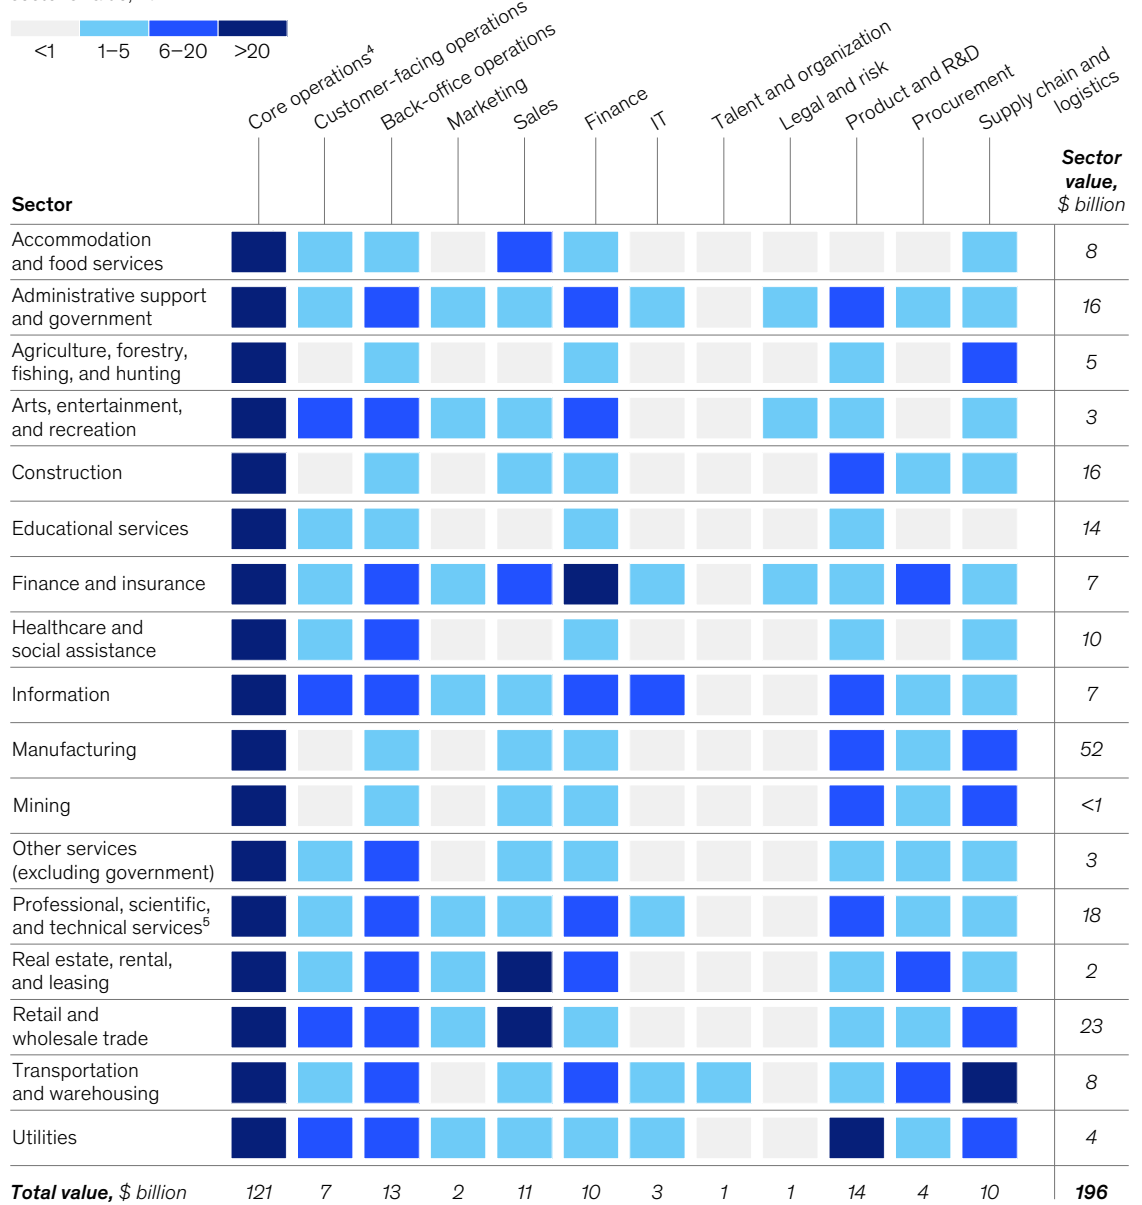 <1 1–5 6–20 >20
Core operations⁴
Customer-facing operations
Back-office operations
Marketing
Sales
Finance
IT
Talent and organization
Legal and risk
Product and R&D
Procurement
Supply chain and
logistics
Sector
Sector
value,
$ billion
Accommodation
and food services
8
Administrative support
and government
16
Agriculture, forestry,
fishing, and hunting
5
Arts, entertainment,
and recreation
3
Construction 16
Educational services 14
Finance and insurance 7
Healthcare and
social assistance
10
Information 7
Manufacturing 52
Mining <1
Other services
(excluding government)
3
Professional, scientific,
and technical services⁵
18
Real estate, rental,
and leasing
2
Retail and
wholesale trade
23
Transportation
and warehousing
8
Utilities 4
Total value, $ billion 121 7 13 2 11 10 3 1 1 14 4 10 196